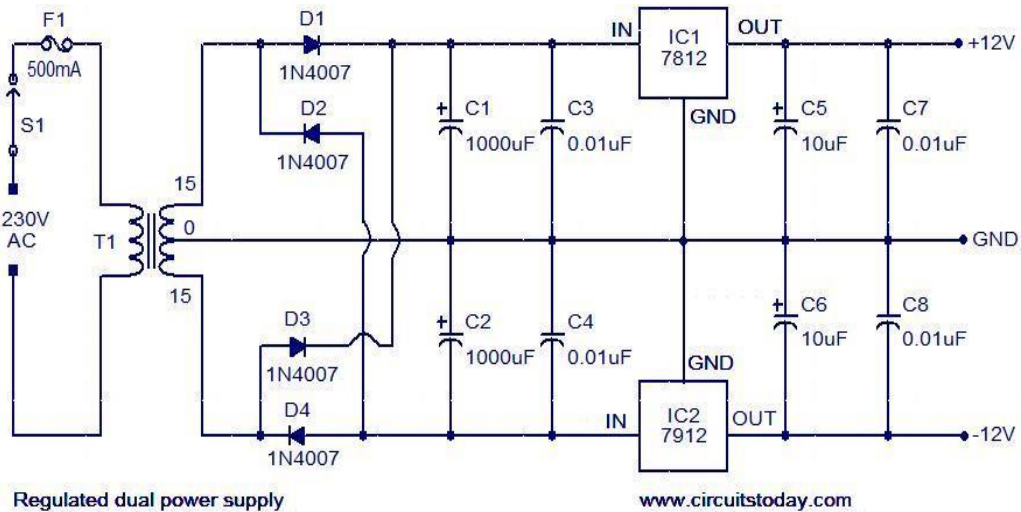 F1
500mA
S1
230V
AC
T1
15
0
15
D1
1N4007
D2
1N4007
D3
1N4007
D4
1N4007
+
C1
1000uF
C3
0.01uF
+
C2
1000uF
C4
0.01uF
IN
IC1
7812
OUT
GND
IN
IC2
7912
OUT
GND
+
C5
10uF
C7
0.01uF
+
C6
10uF
C8
0.01uF
+12V
GND
-12V
Regulated dual power supply
www.circuitstoday.com